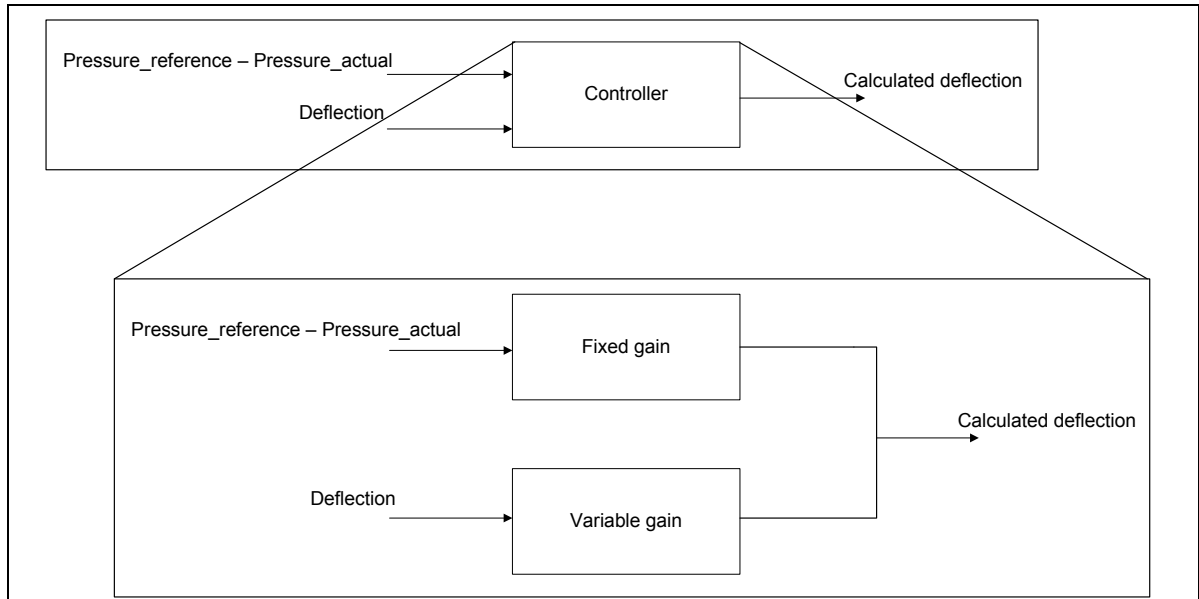 Pressure_reference – Pressure_actual
Controller
Calculated deflection
Deflection
Pressure_reference – Pressure_actual
Fixed gain
Calculated deflection
Deflection
Variable gain